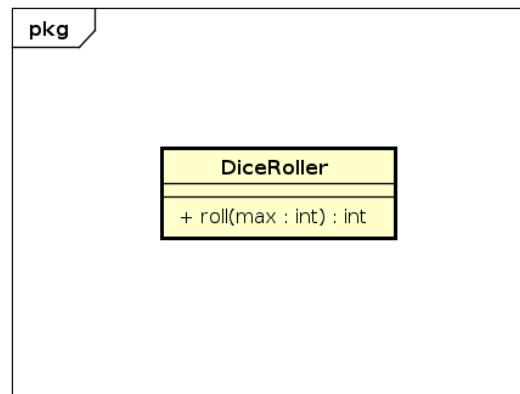 pkg
DiceRoller
+ roll(max : int) : int